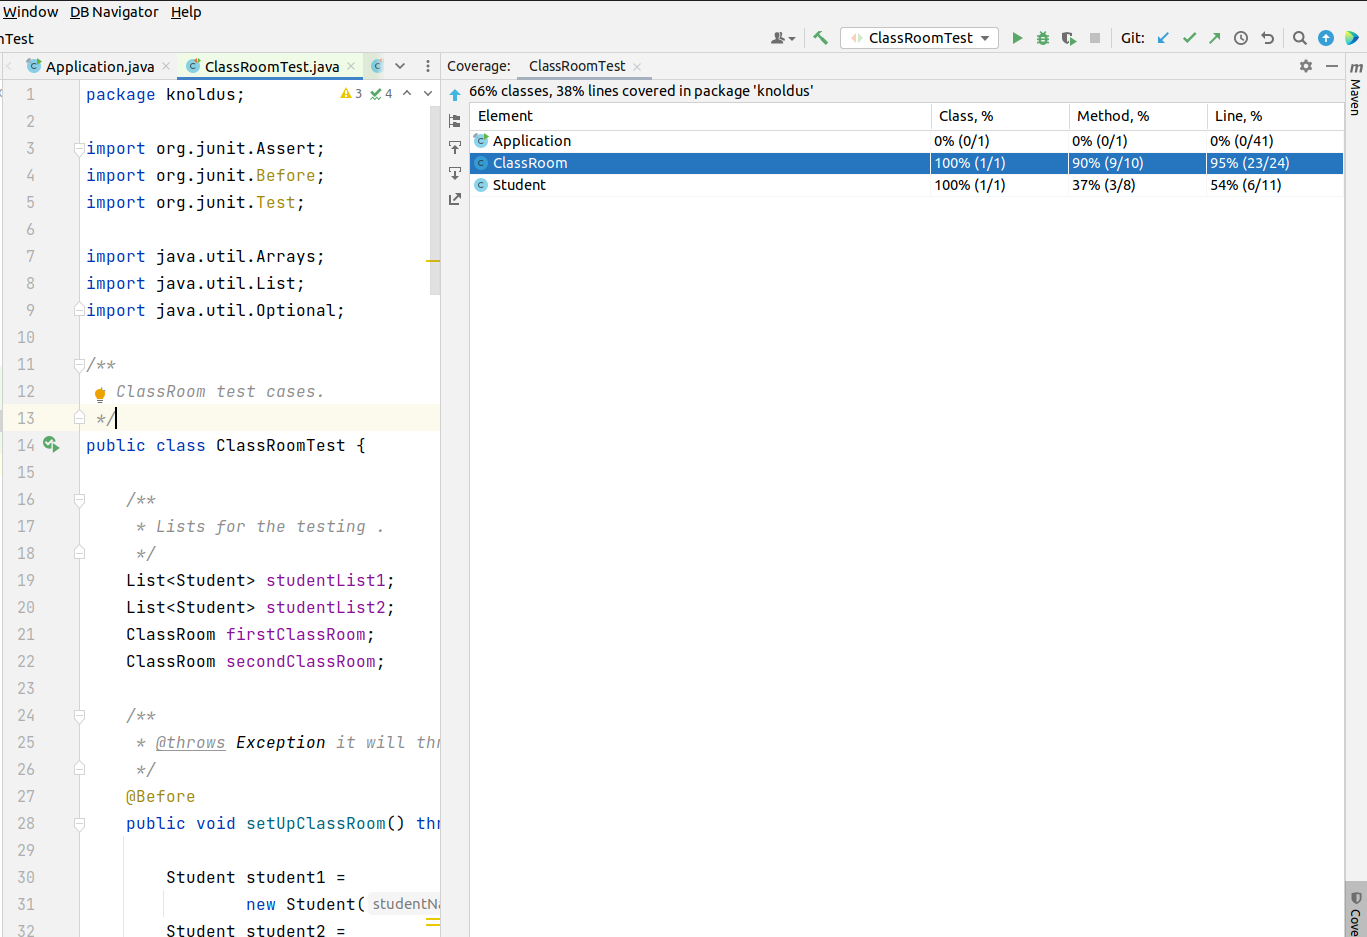 Window DB Navigator Help
nTest
ClassRoomTest
Git:
Application.java ClassRoomTest.java
Coverage: ClassRoomTest
Maven
66% classes, 38% lines covered in package 'knoldus'
Element Class, % Method, % Line, %
Application 0% (0/1) 0% (0/1) 0% (0/41)
ClassRoom 100% (1/1) 90% (9/10) 95% (23/24)
Student 100% (1/1) 37% (3/8) 54% (6/11)
3 4
1 package knoldus;
2
3 import org.junit.Assert;
4 import org.junit.Before;
5 import org.junit.Test;
6
7 import java.util.Arrays;
8 import java.util.List;
9 import java.util.Optional;
10
11 /**
12 ClassRoom test cases.
13 */
14 public class ClassRoomTest {
15
16 /**
17 * Lists for the testing .
18 */
19 List<Student> studentList1;
20 List<Student> studentList2;
21 ClassRoom firstClassRoom;
22 ClassRoom secondClassRoom;
23
24 /**
25 * @throws Exception it will thr
26 */
27 @Before
28 public void setUpClassRoom() thr
29
30 Student student1 =
31 new Student( studentNa
32 Student student2 =
Cove